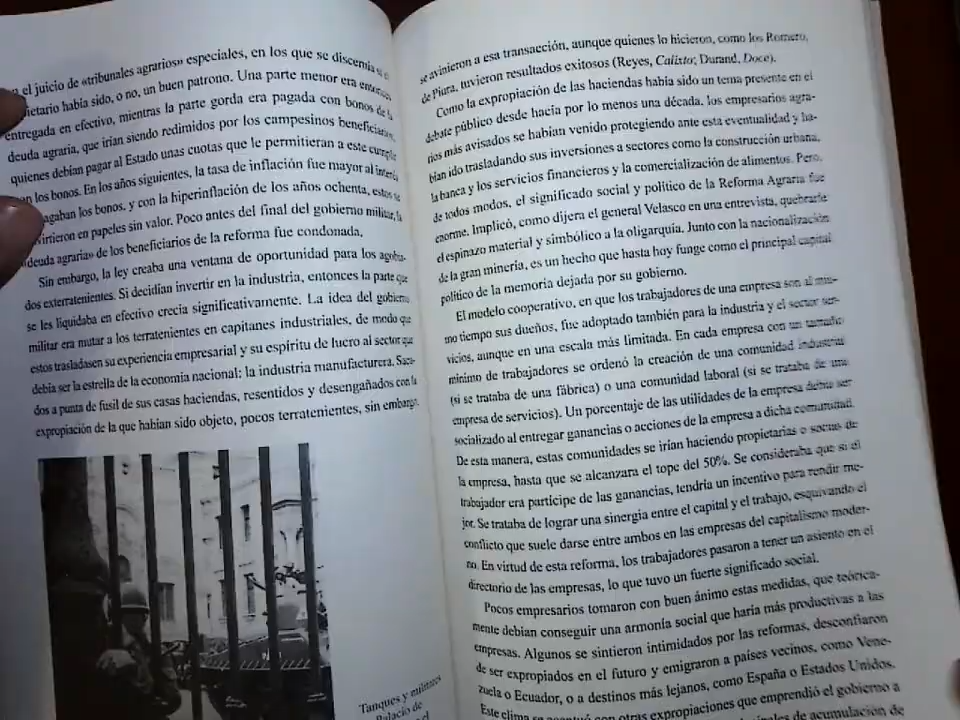 el juicio de «tribunales agrarios» especiales, en los que se discernía si
pietario había sido, o no, un buen patrono. Una parte menor era
entregada en efectivo, mientras la parte gorda era pagada con bonos de la
deuda agraria, que irían siendo redimidos por los campesinos beneficiarios,
quienes debían pagar al Estado unas cuotas que le permitieran a este cumplir
los bonos. En los años siguientes, la tasa de inflación fue mayor al interés
agaban los bonos, y con la hiperinflación de los años ochenta, estos se
virtieron en papeles sin valor. Poco antes del final del gobierno militar, la
«deuda agraria» de los beneficiarios de la reforma fue condonada.
Sin embargo, la ley creaba una ventana de oportunidad para los agobia-
dos exterratenientes. Si decidían invertir en la industria, entonces la parte que
se les liquidaba en efectivo crecía significativamente. La idea del gobierno
militar era mutar a los terratenientes en capitanes industriales, de modo que
estos trasladasen su experiencia empresarial y su espíritu de lucro al sector que
debía ser la estrella de la economía nacional: la industria manufacturera. Saca-
dos a punta de fusil de sus casas haciendas, resentidos y desengañados con la
expropiación de la que habían sido objeto, pocos terratenientes, sin embargo,
Tanques y militares
Palacio de
se avinieron a esa transacción, aunque quienes lo hicieron, como los Romero,
de Piura, tuvieron resultados exitosos (Reyes, Calixto; Durand, Doce).
Como la expropiación de las haciendas había sido un tema presente en el
debate público desde hacía por lo menos una década, los empresarios agra-
rios más avisados se habían venido protegiendo ante esta eventualidad y ha-
bían ido trasladando sus inversiones a sectores como la construcción urbana,
la banca y los servicios financieros y la comercialización de alimentos. Pero,
de todos modos, el significado social y político de la Reforma Agraria fue
enorme. Implicó, como dijera el general Velasco en una entrevista, quebrarle
el espinazo material y simbólico a la oligarquía. Junto con la nacionalización
de la gran minería, es un hecho que hasta hoy funge como el principal capital
político de la memoria dejada por su gobierno.
El modelo cooperativo, en que los trabajadores de una empresa son al mis-
mo tiempo sus dueños, fue adoptado también para la industria y el sector ser-
vicios, aunque en una escala más limitada. En cada empresa con un tamaño
mínimo de trabajadores se ordenó la creación de una comunidad industrial
(si se trataba de una fábrica) o una comunidad laboral (si se trataba de una
empresa de servicios). Un porcentaje de las utilidades de la empresa debía ser
socializado al entregar ganancias o acciones de la empresa a dicha comunidad.
De esta manera, estas comunidades se irían haciendo propietarias o socias de
la empresa, hasta que se alcanzara el tope del 50%. Se consideraba que si el
trabajador era partícipe de las ganancias, tendría un incentivo para rendir me-
jor. Se trataba de lograr una sinergia entre el capital y el trabajo, esquivando el
conflicto que suele darse entre ambos en las empresas del capitalismo moder-
no. En virtud de esta reforma, los trabajadores pasaron a tener un asiento en el
directorio de las empresas, lo que tuvo un fuerte significado social.
Pocos empresarios tomaron con buen ánimo estas medidas, que teórica-
mente debían conseguir una armonía social que haría más productivas a las
empresas. Algunos se sintieron intimidados por las reformas, desconfiaron
de ser expropiados en el futuro y emigraron a países vecinos, como Vene-
zuela o Ecuador, o a destinos más lejanos, como España o Estados Unidos.
Este clima se acentuó con otras expropiaciones que emprendió el gobierno a
de acumulación de